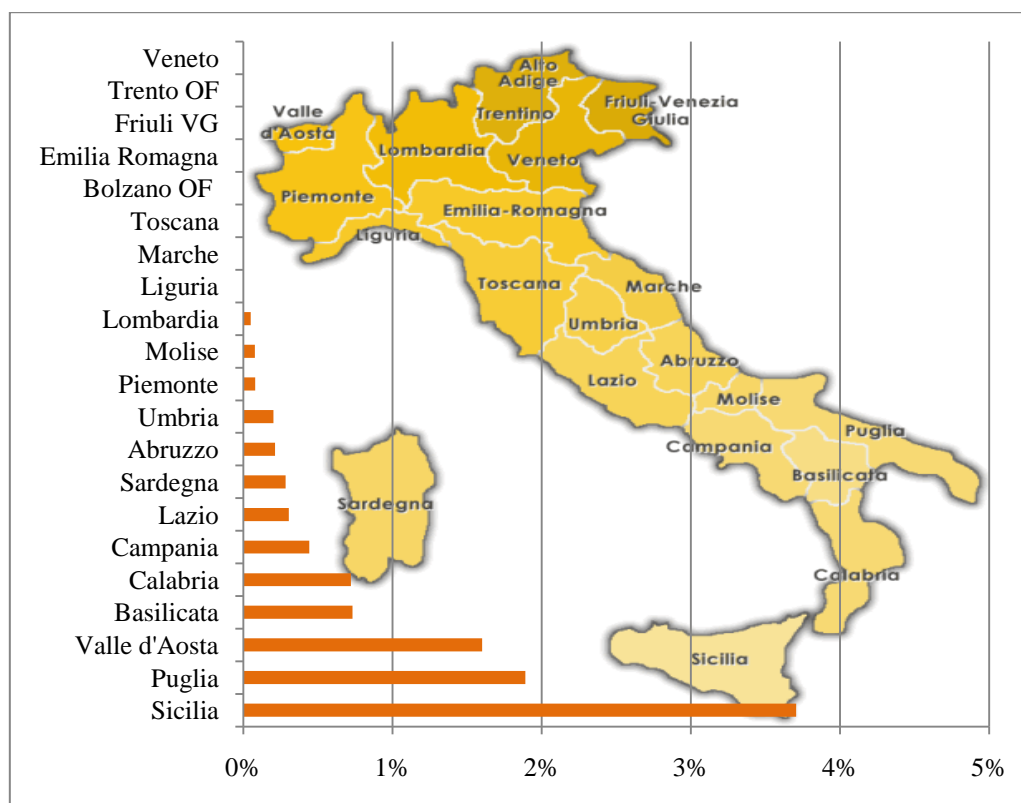 Veneto
Trento OF
Friuli VG
Emilia Romagna
Bolzano OF
Toscana
Marche
Liguria
Lombardia
Molise
Piemonte
Umbria
Abruzzo
Sardegna
Lazio
Campania
Calabria
Basilicata
Valle d'Aosta
Puglia
Sicilia
0%
1%
2%
3%
4%
5%
Alto
Adige
Trentino
Friuli-Venezia
Giulia
Valle
d'Aosta
Lombardia
Veneto
Piemonte
Emilia-Romagna
Liguria
Toscana
Marche
Umbria
Abruzzo
Lazio
Molise
Campania
Puglia
Basilicata
Sardegna
Calabria
Sicilia